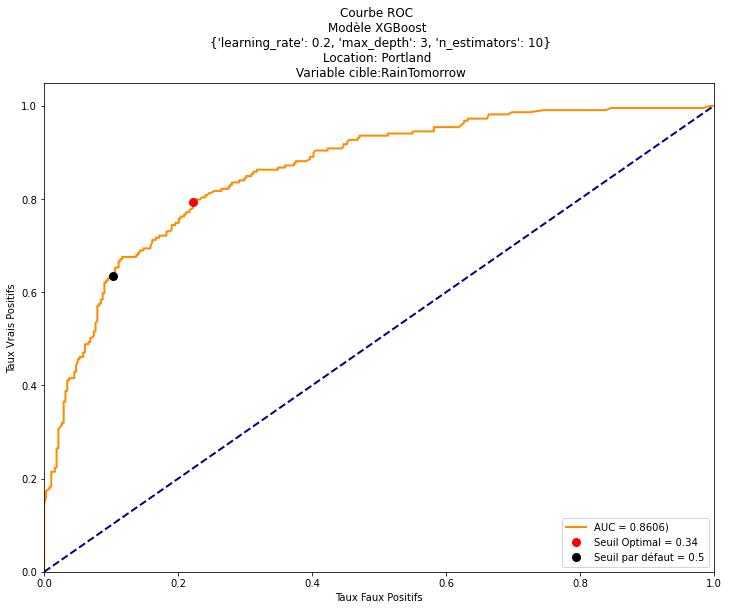 Courbe ROC
Modèle XGBoost
{'learning_rate': 0.2, 'max_depth': 3, 'n_estimators': 10}
Location: Portland
Variable cible:RainTomorrow
1.0
0.8
0.6
0.4
0.2
0.0
Taux Vrais Positifs
0.0 0.2 0.4 0.6 0.8 1.0
Taux Faux Positifs
AUC = 0.8606)
Seuil Optimal = 0.34
Seuil par défaut = 0.5